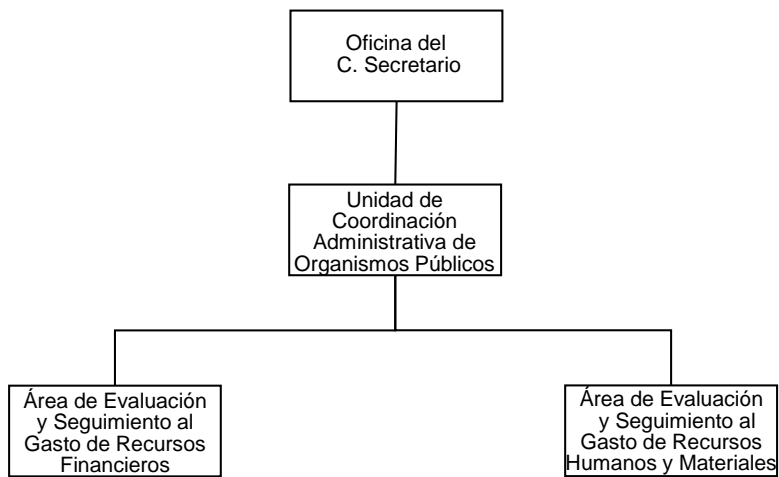 Oficina del
C. Secretario
Unidad de
Coordinación
Administrativa de
Organismos Públicos
Área de Evaluación
y Seguimiento al
Gasto de Recursos
Financieros
Área de Evaluación
y Seguimiento al
Gasto de Recursos
Humanos y Materiales